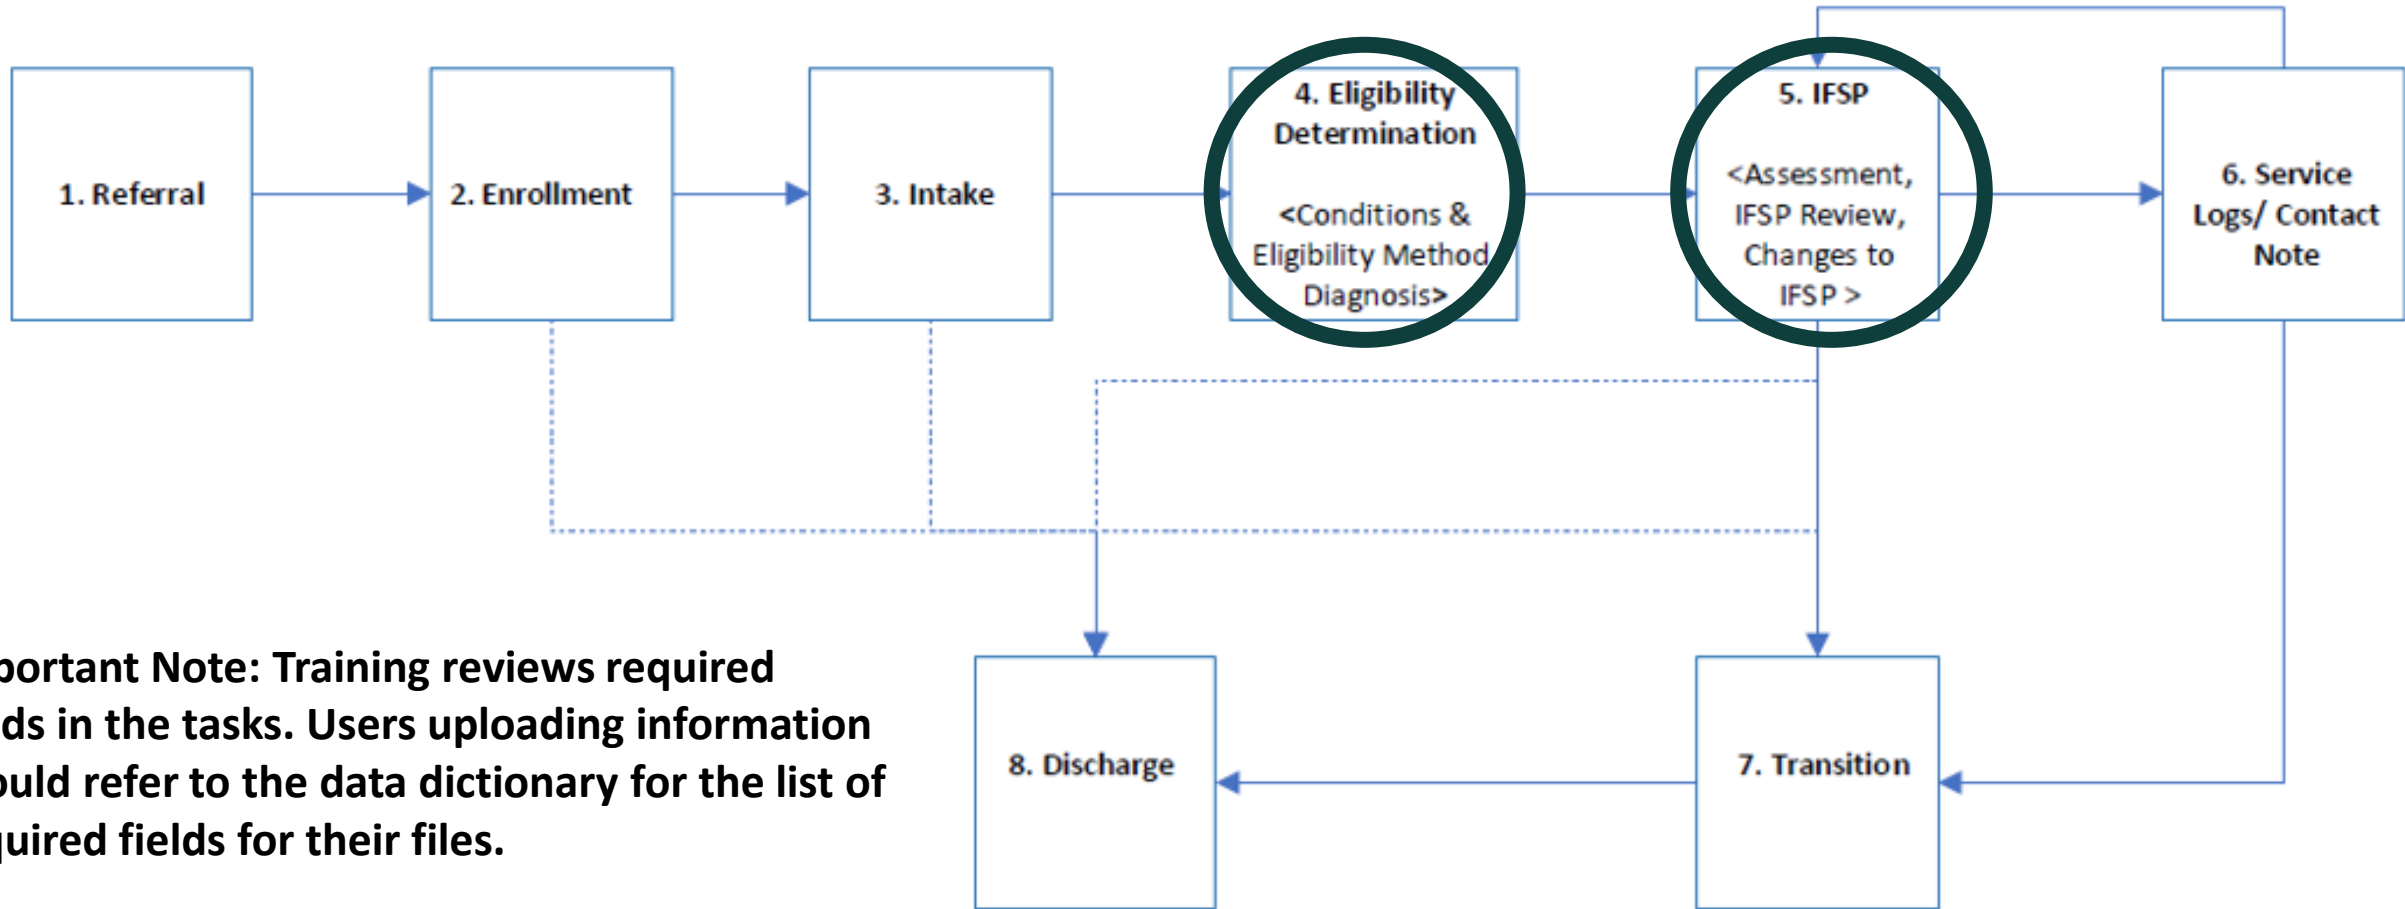 1. Referral
2. Enrollment
3. Intake
4. Eligibility
Determination
<Conditions &
Eligibility Method
Diagnosis>
5. IFSP
<Assessment,
IFSP Review,
Changes to
IFSP >
6. Service
Logs/ Contact
Note
portant Note: Training reviews required
ds in the tasks. Users uploading information
ould refer to the data dictionary for the list of
quired fields for their files.
8. Discharge
7. Transition